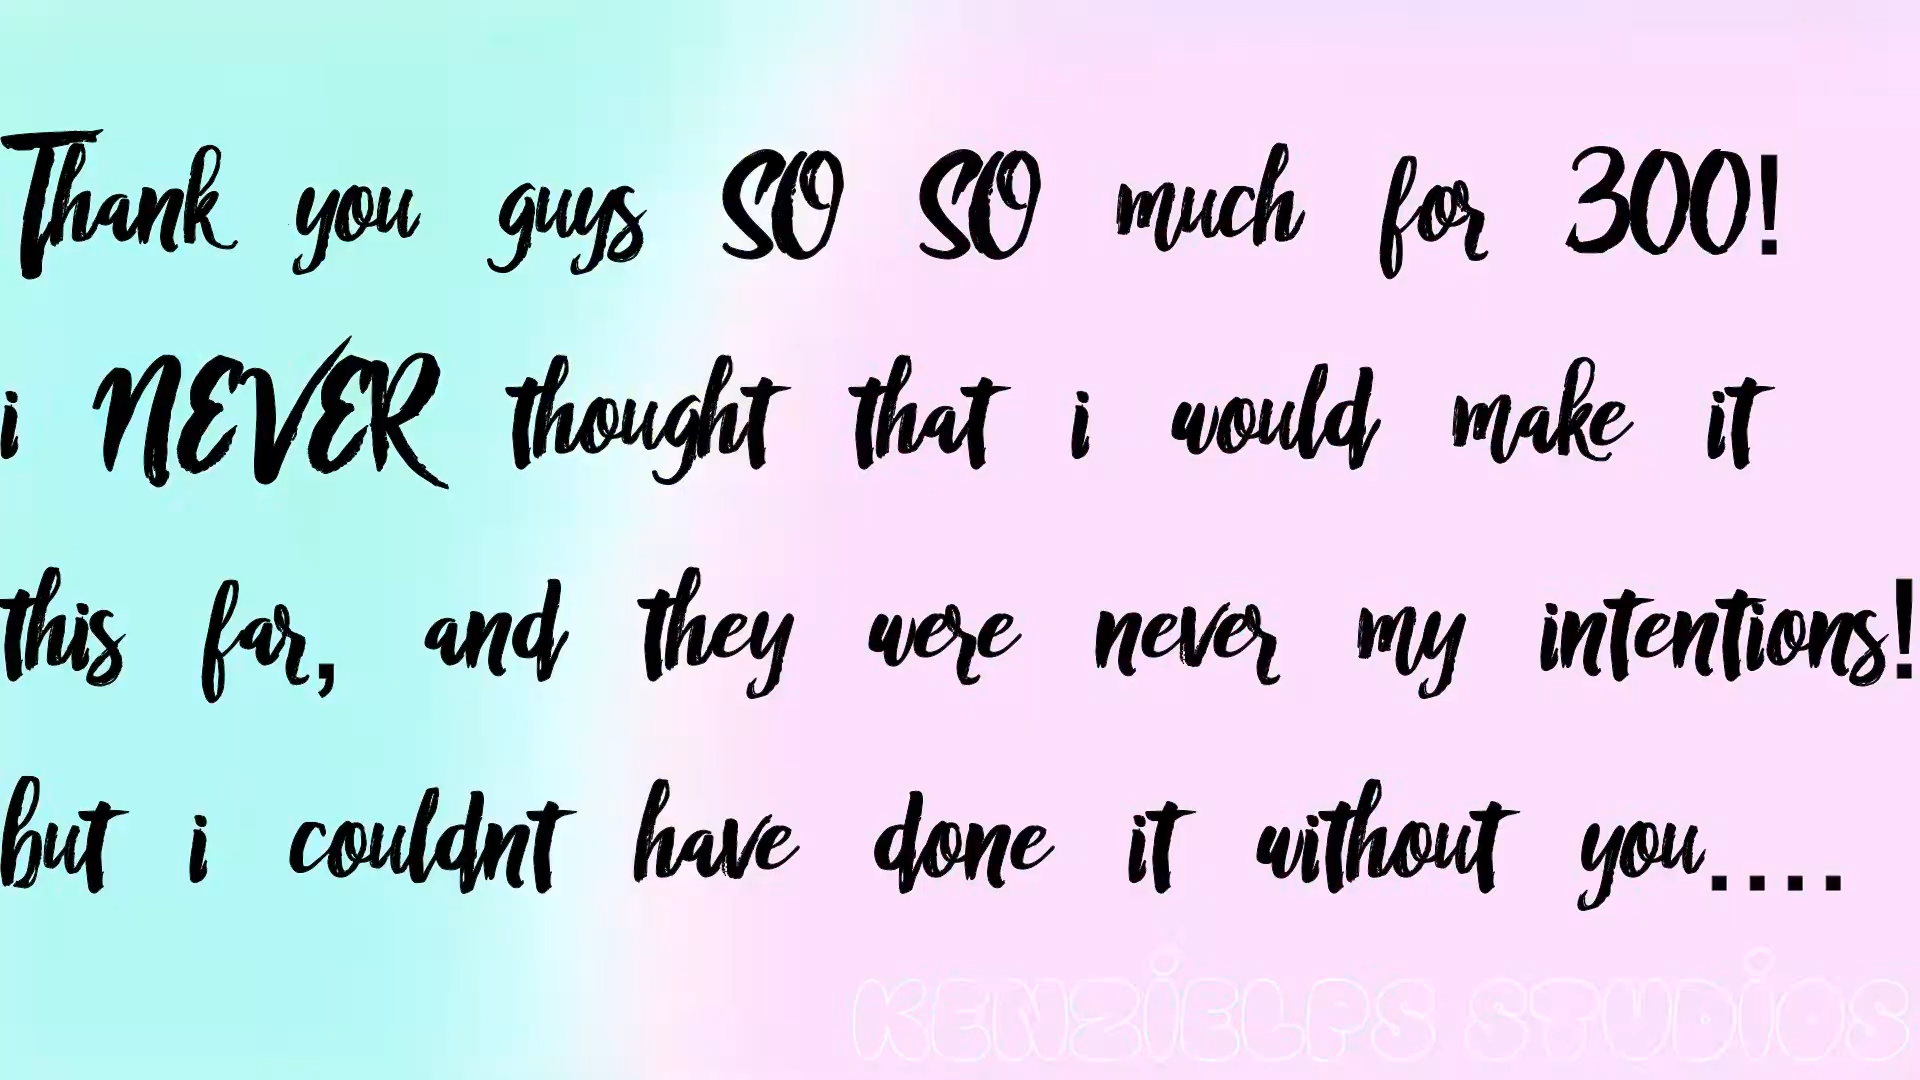 Thank you guys SO SO much for 300!
i NEVER thought that i would make it
this far, and they were never my intentions!
but i couldnt have done it without you....
KENZiELPS STUDiOS